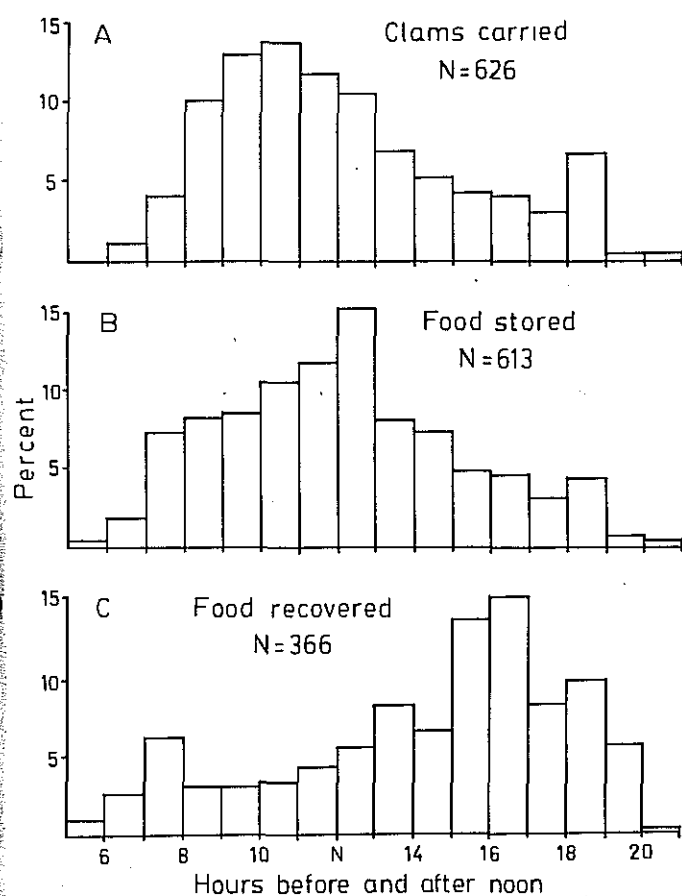 A
Clams carried
N=626
15
10
5
B
Food stored
N=613
15
10
5
Percent
C
Food recovered
N=366
15
10
5
6 8 10 N 14 16 18 20
Hours before and after noon